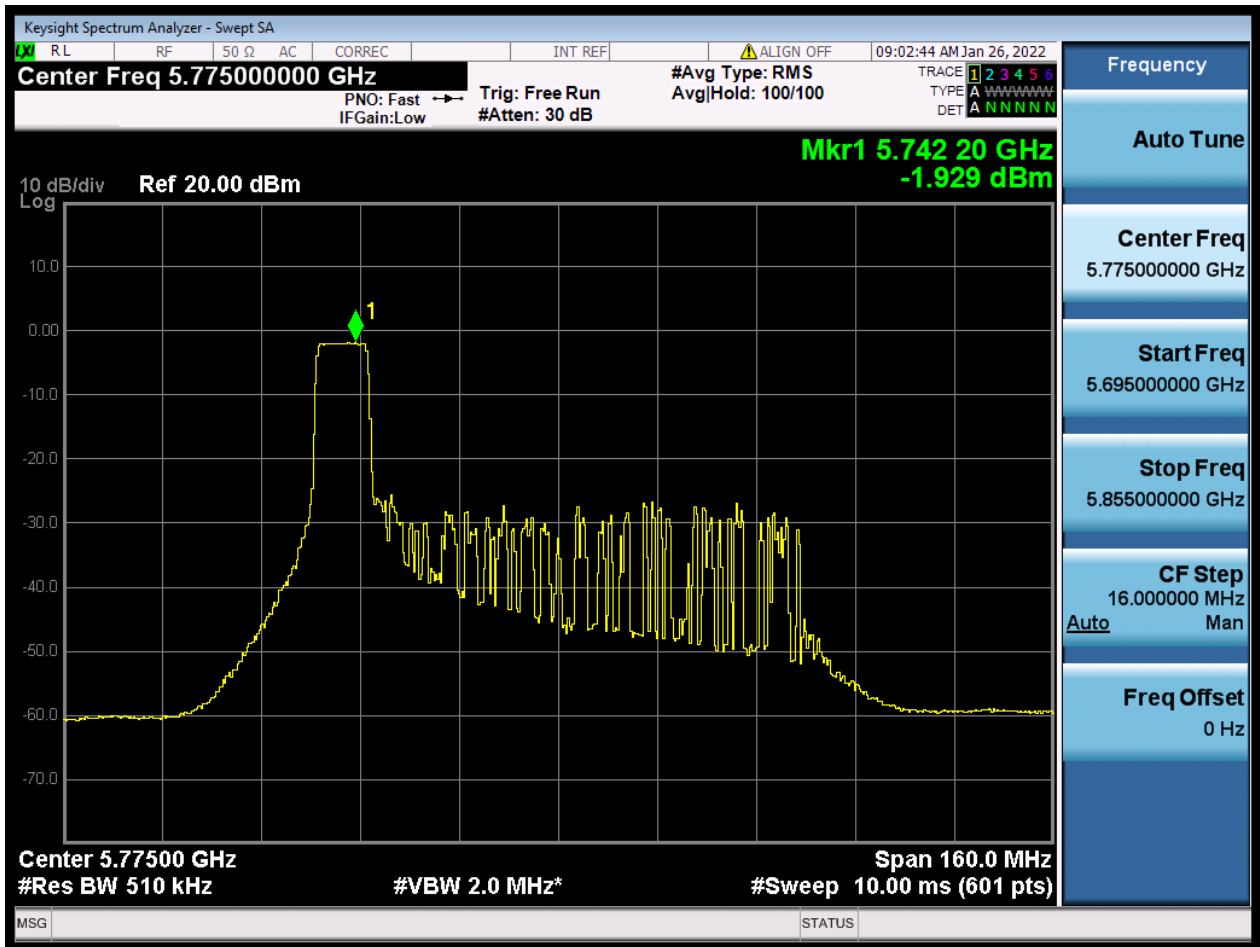 Keysight Spectrum Analyzer - Swept SA
LXI RL RF 50 Ω AC CORREC INT REF ALIGN OFF 09:02:44 AM Jan 26, 2022
Center Freq 5.775000000 GHz
PNO: Fast
IFGain:Low
Trig: Free Run
#Atten: 30 dB
#Avg Type: RMS
Avg|Hold: 100/100
TRACE 1 2 3 4 5 6
TYPE A WWWWW
DET A N N N N N
Mkr1 5.742 20 GHz
-1.929 dBm
10 dB/div
Log
Ref 20.00 dBm
1
10.0
0.00
-10.0
-20.0
-30.0
-40.0
-50.0
-60.0
-70.0
Center 5.77500 GHz
Span 160.0 MHz
#Res BW 510 kHz
#VBW 2.0 MHz*
#Sweep 10.00 ms (601 pts)
MSG
STATUS
Frequency
Auto Tune
Center Freq
5.775000000 GHz
Start Freq
5.695000000 GHz
Stop Freq
5.855000000 GHz
CF Step
16.000000 MHz
Auto Man
Freq Offset
0 Hz